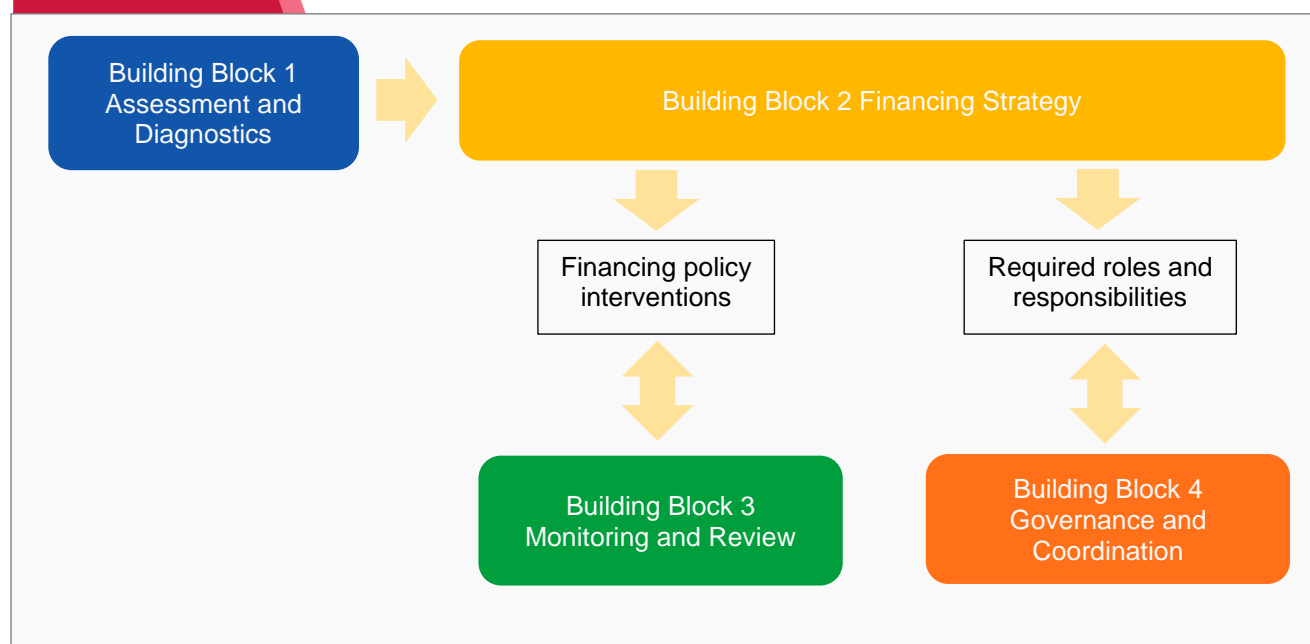 Building Block 1
Assessment and
Diagnostics
Building Block 2 Financing Strategy
Financing policy
interventions
Required roles and
responsibilities
Building Block 3
Monitoring and Review
Building Block 4
Governance and
Coordination